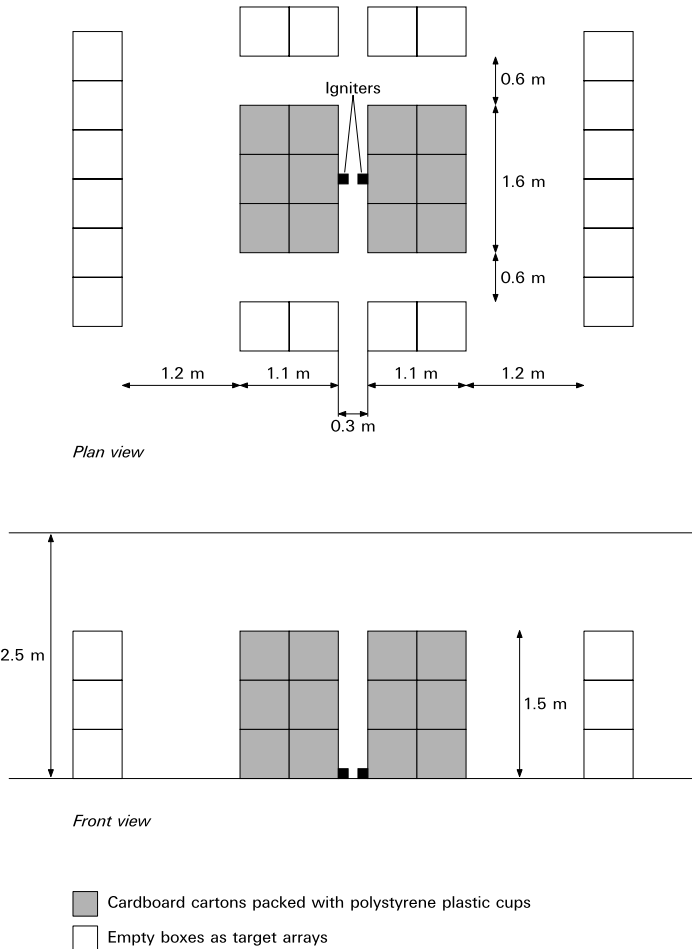 Igniters
0.6 m
1.6 m
0.6 m
1.2 m
1.1 m
1.1 m
1.2 m
0.3 m
Plan view
2.5 m
1.5 m
Front view
Cardboard cartons packed with polystyrene plastic cups
Empty boxes as target arrays